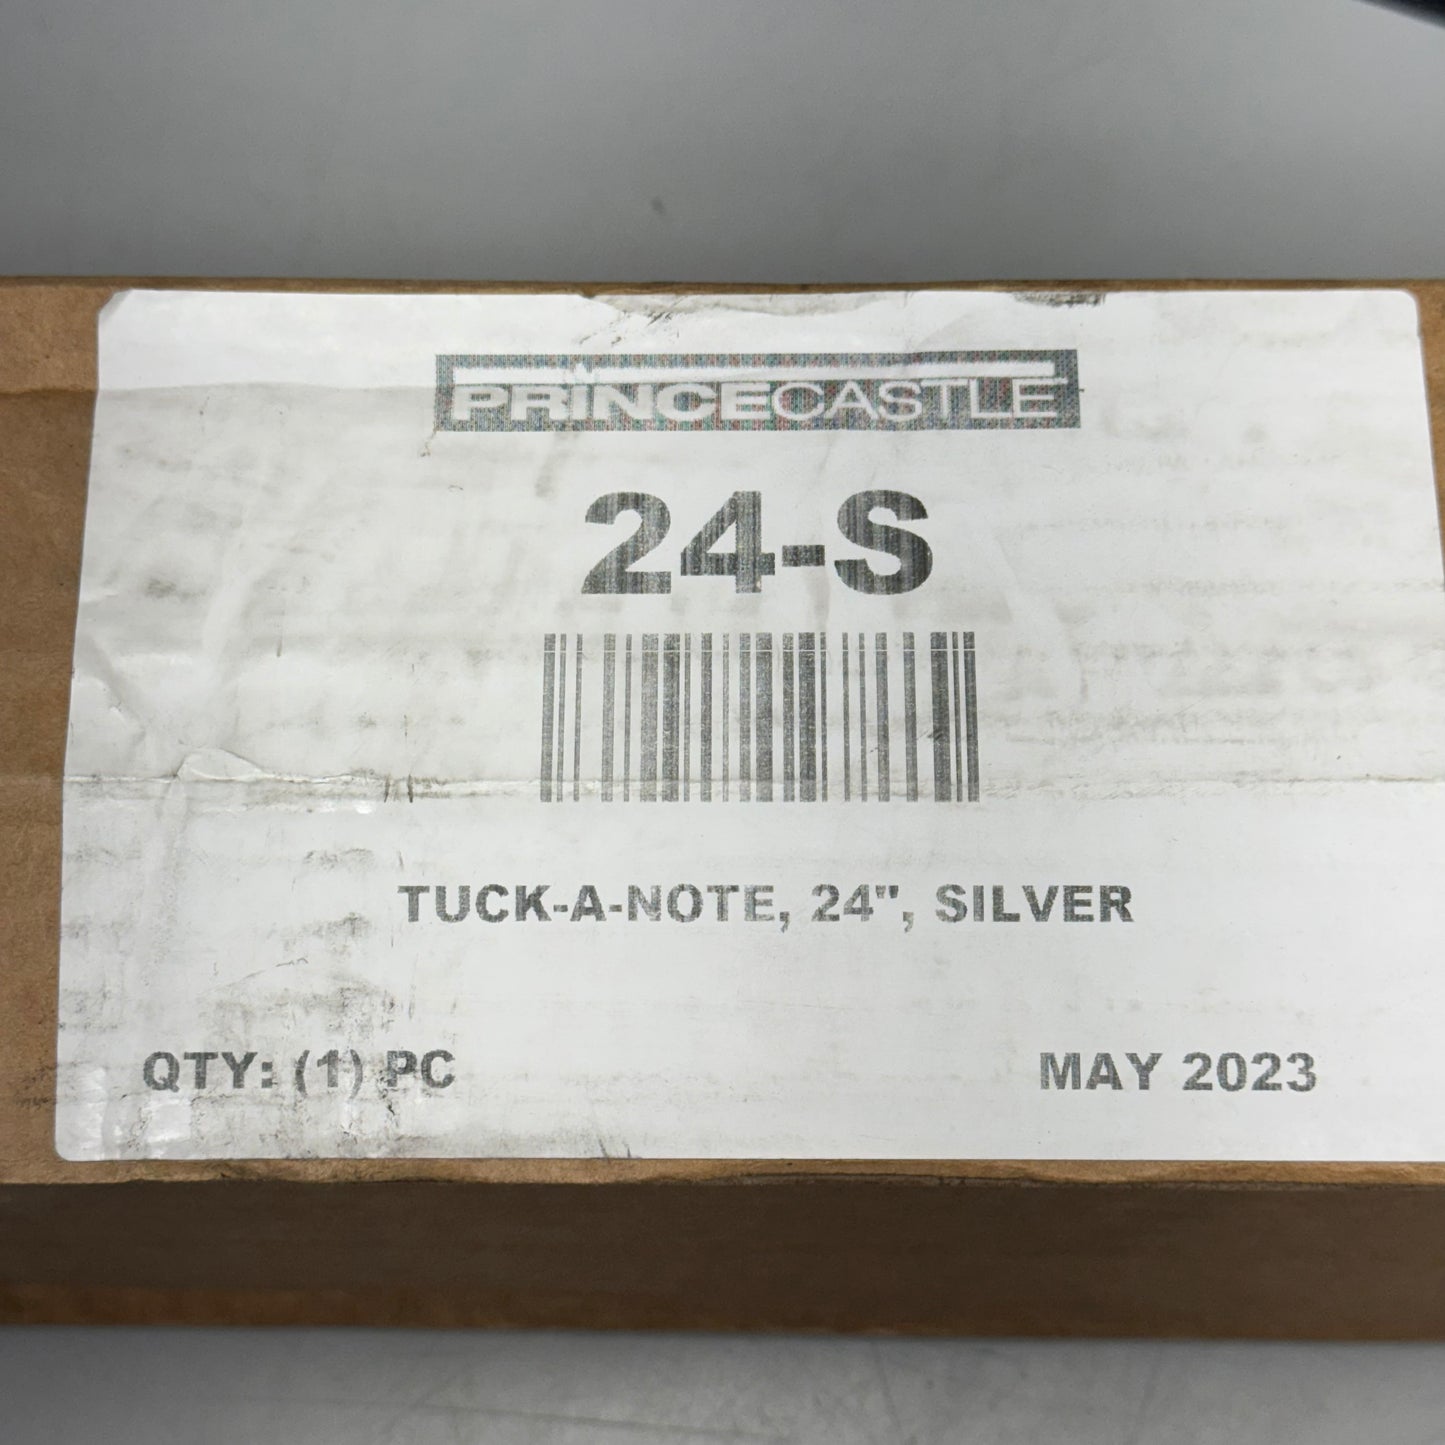 PRINCECASTLE
24-S
TUCK-A-NOTE, 24", SILVER
QTY: (1) PC
MAY 2023